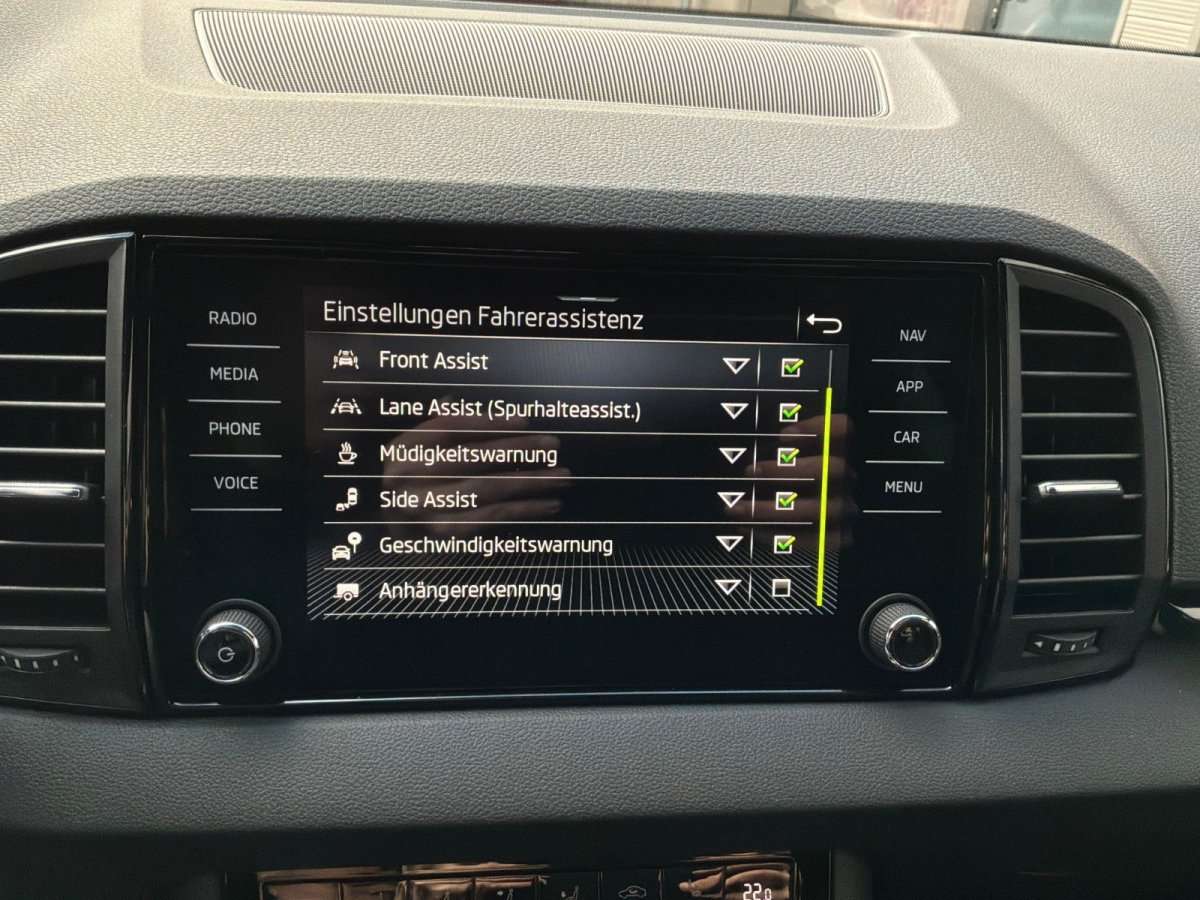 Einstellungen Fahrerassistenz
RADIO
MEDIA
PHONE
VOICE
Front Assist
Lane Assist (Spurhalteassist.)
Müdigkeitswarnung
Side Assist
Geschwindigkeitswarnung
Anhängererkennung
NAV
APP
CAR
MENU
22.0